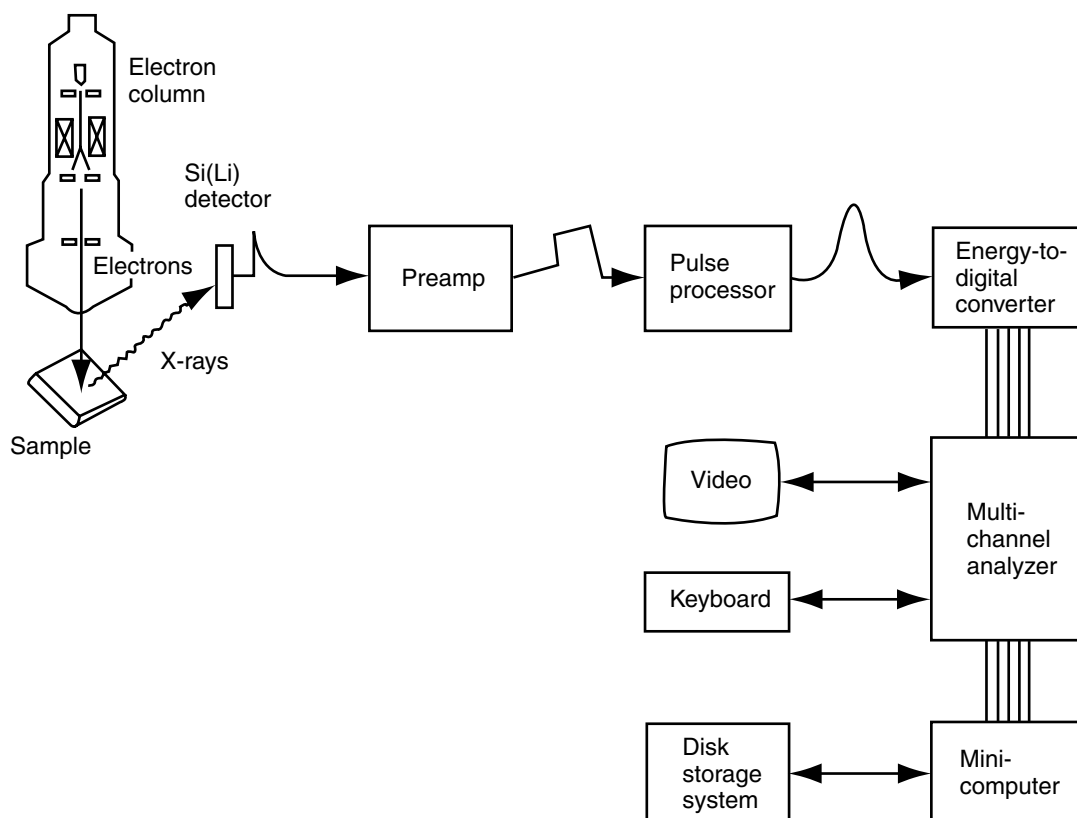 Electron
column
Si(Li)
detector
Electrons
X-rays
Sample
Preamp
Pulse
processor
Energy-to-
digital
converter
Video
Multi-
channel
analyzer
Keyboard
Disk
storage
system
Mini-
computer